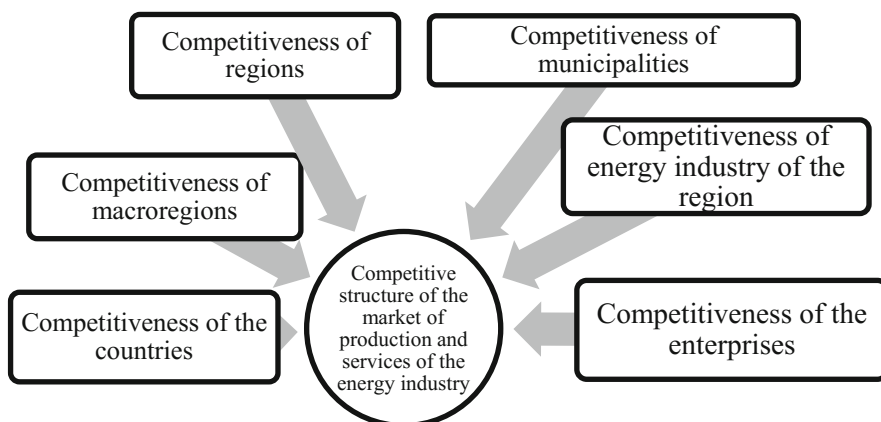 Competitiveness of
regions
Competitiveness of
municipalities
Competitiveness of
macroregions
Competitiveness of
energy industry of the
region
Competitiveness of the
countries
Competitive
structure of the
market of
production and
services of the
energy industry
Competitiveness of the
enterprises